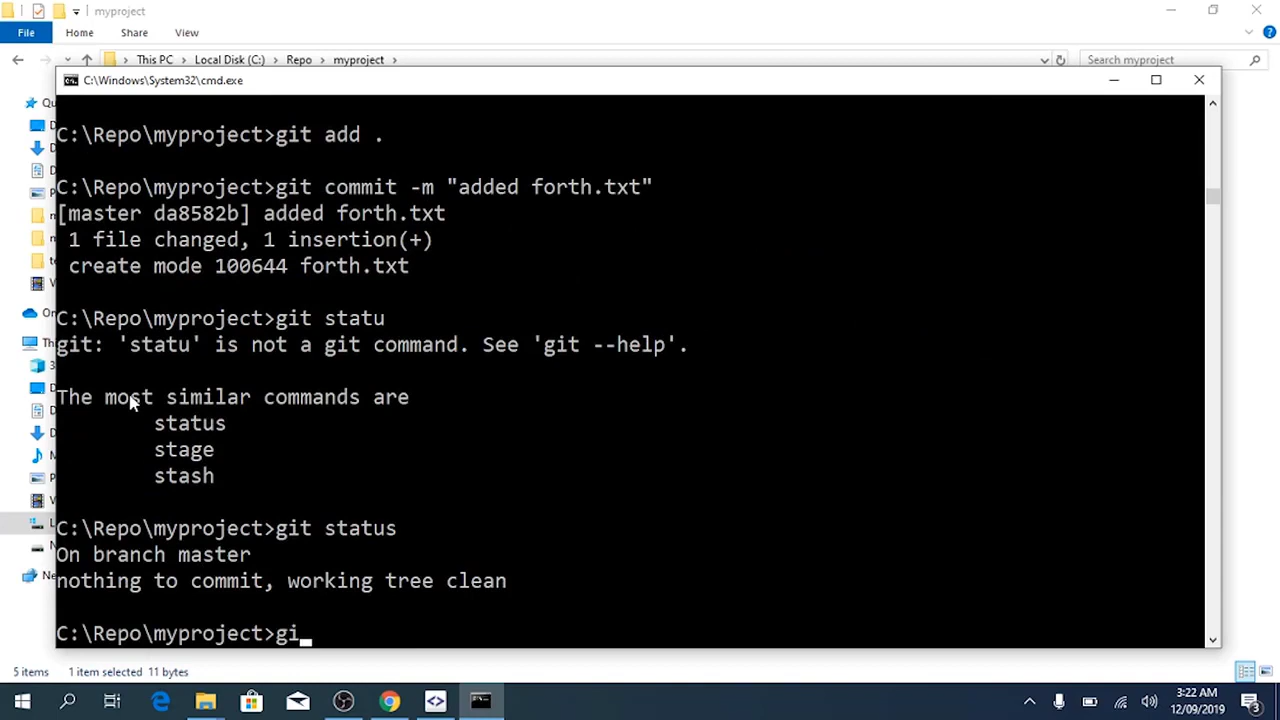 myproject
File Home Share View
This PC Local Disk (C:) Repo myproject
Search myproject
C:\Windows\System32\cmd.exe
C:\Repo\myproject>git add .
C:\Repo\myproject>git commit -m "added forth.txt"
[master da8582b] added forth.txt
1 file changed, 1 insertion(+)
create mode 100644 forth.txt
C:\Repo\myproject>git statu
git: 'statu' is not a git command. See 'git --help'.
The most similar commands are
status
stage
stash
C:\Repo\myproject>git status
On branch master
nothing to commit, working tree clean
C:\Repo\myproject>gi
5 items 1 item selected 11 bytes
3:22 AM
12/09/2019
3